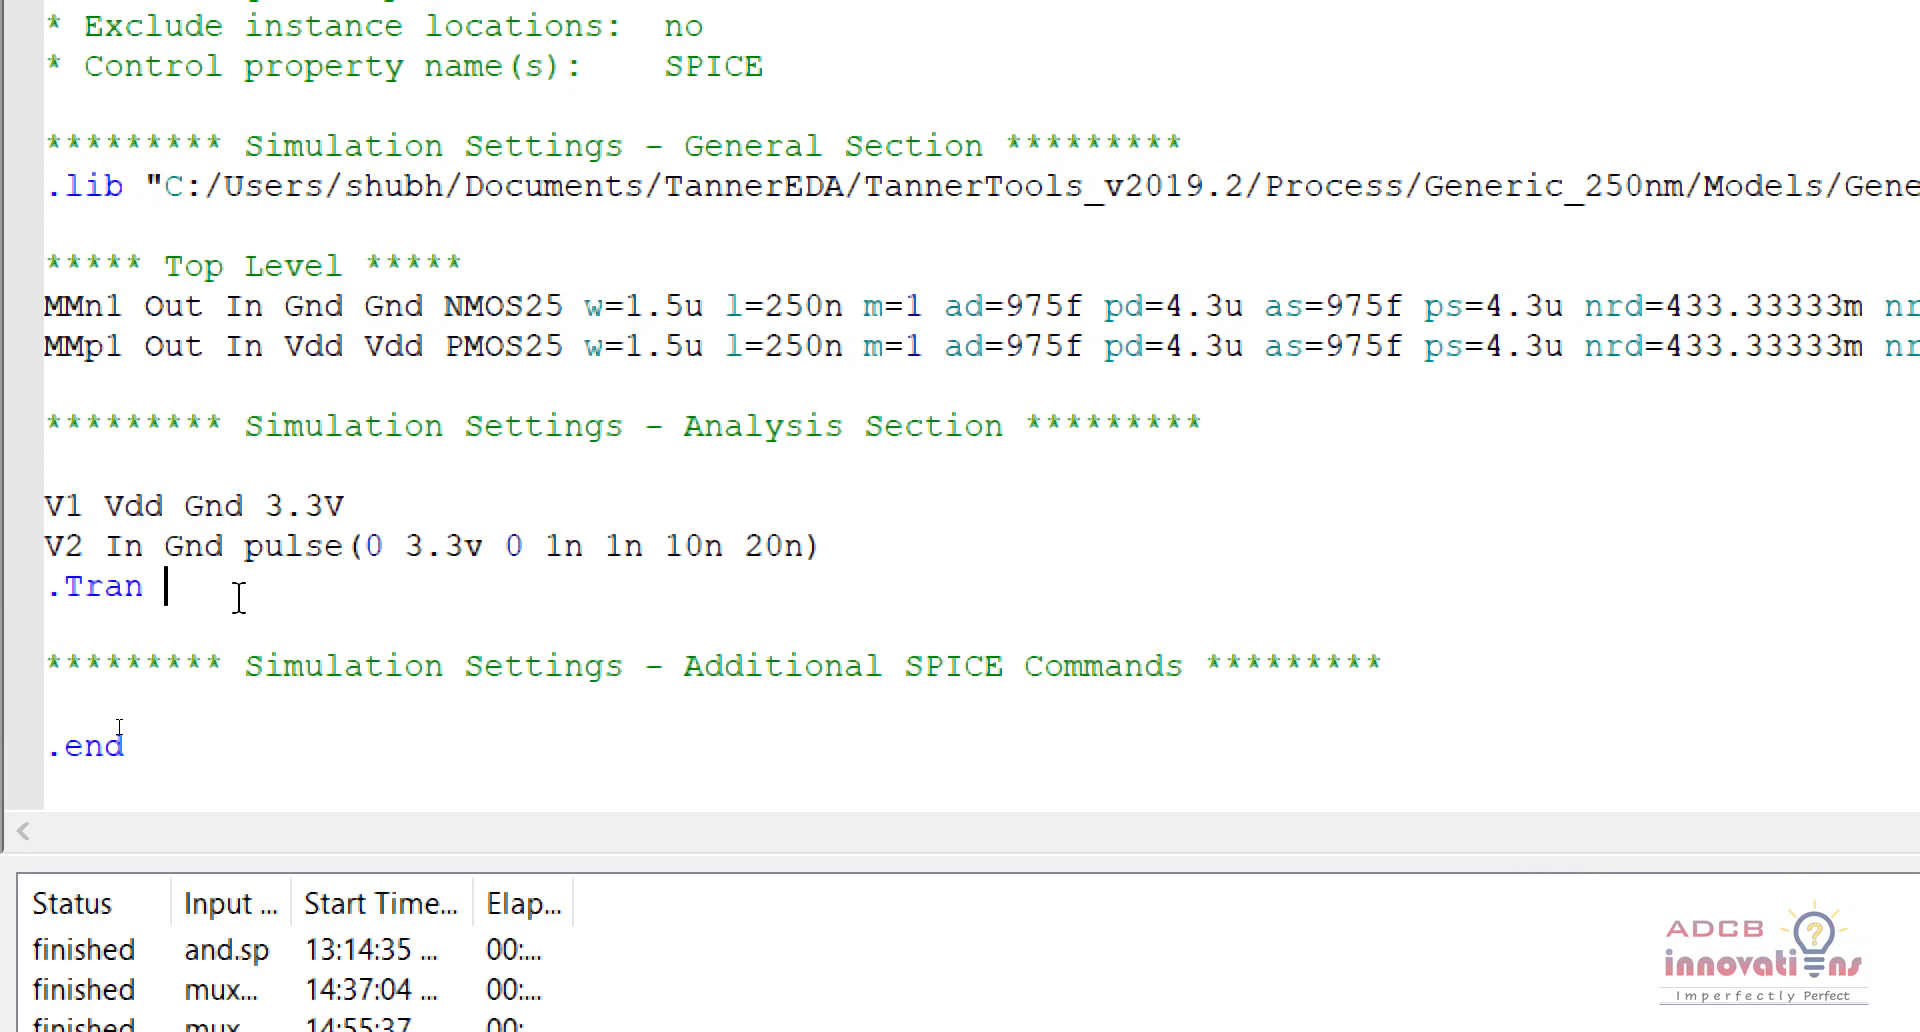 * Exclude instance locations: no
* Control property name(s): SPICE
********* Simulation Settings - General Section *********
.lib "C:/Users/shubh/Documents/TannerEDA/TannerTools_v2019.2/Process/Generic_250nm/Models/Gene
***** Top Level *****
MMn1 Out In Gnd Gnd NMOS25 w=1.5u l=250n m=1 ad=975f pd=4.3u as=975f ps=4.3u nrd=433.33333m nr
MMp1 Out In Vdd Vdd PMOS25 w=1.5u l=250n m=1 ad=975f pd=4.3u as=975f ps=4.3u nrd=433.33333m nr
********* Simulation Settings - Analysis Section *********
V1 Vdd Gnd 3.3V
V2 In Gnd pulse(0 3.3v 0 1n 1n 10n 20n)
.Tran
********* Simulation Settings - Additional SPICE Commands *********
.end
Status Input ... Start Time... Elap...
finished and.sp 13:14:35 ... 00:...
finished mux... 14:37:04 ... 00:...
finished mux 14:55:37 00:
ADCB
innovations
Imperfectly Perfect